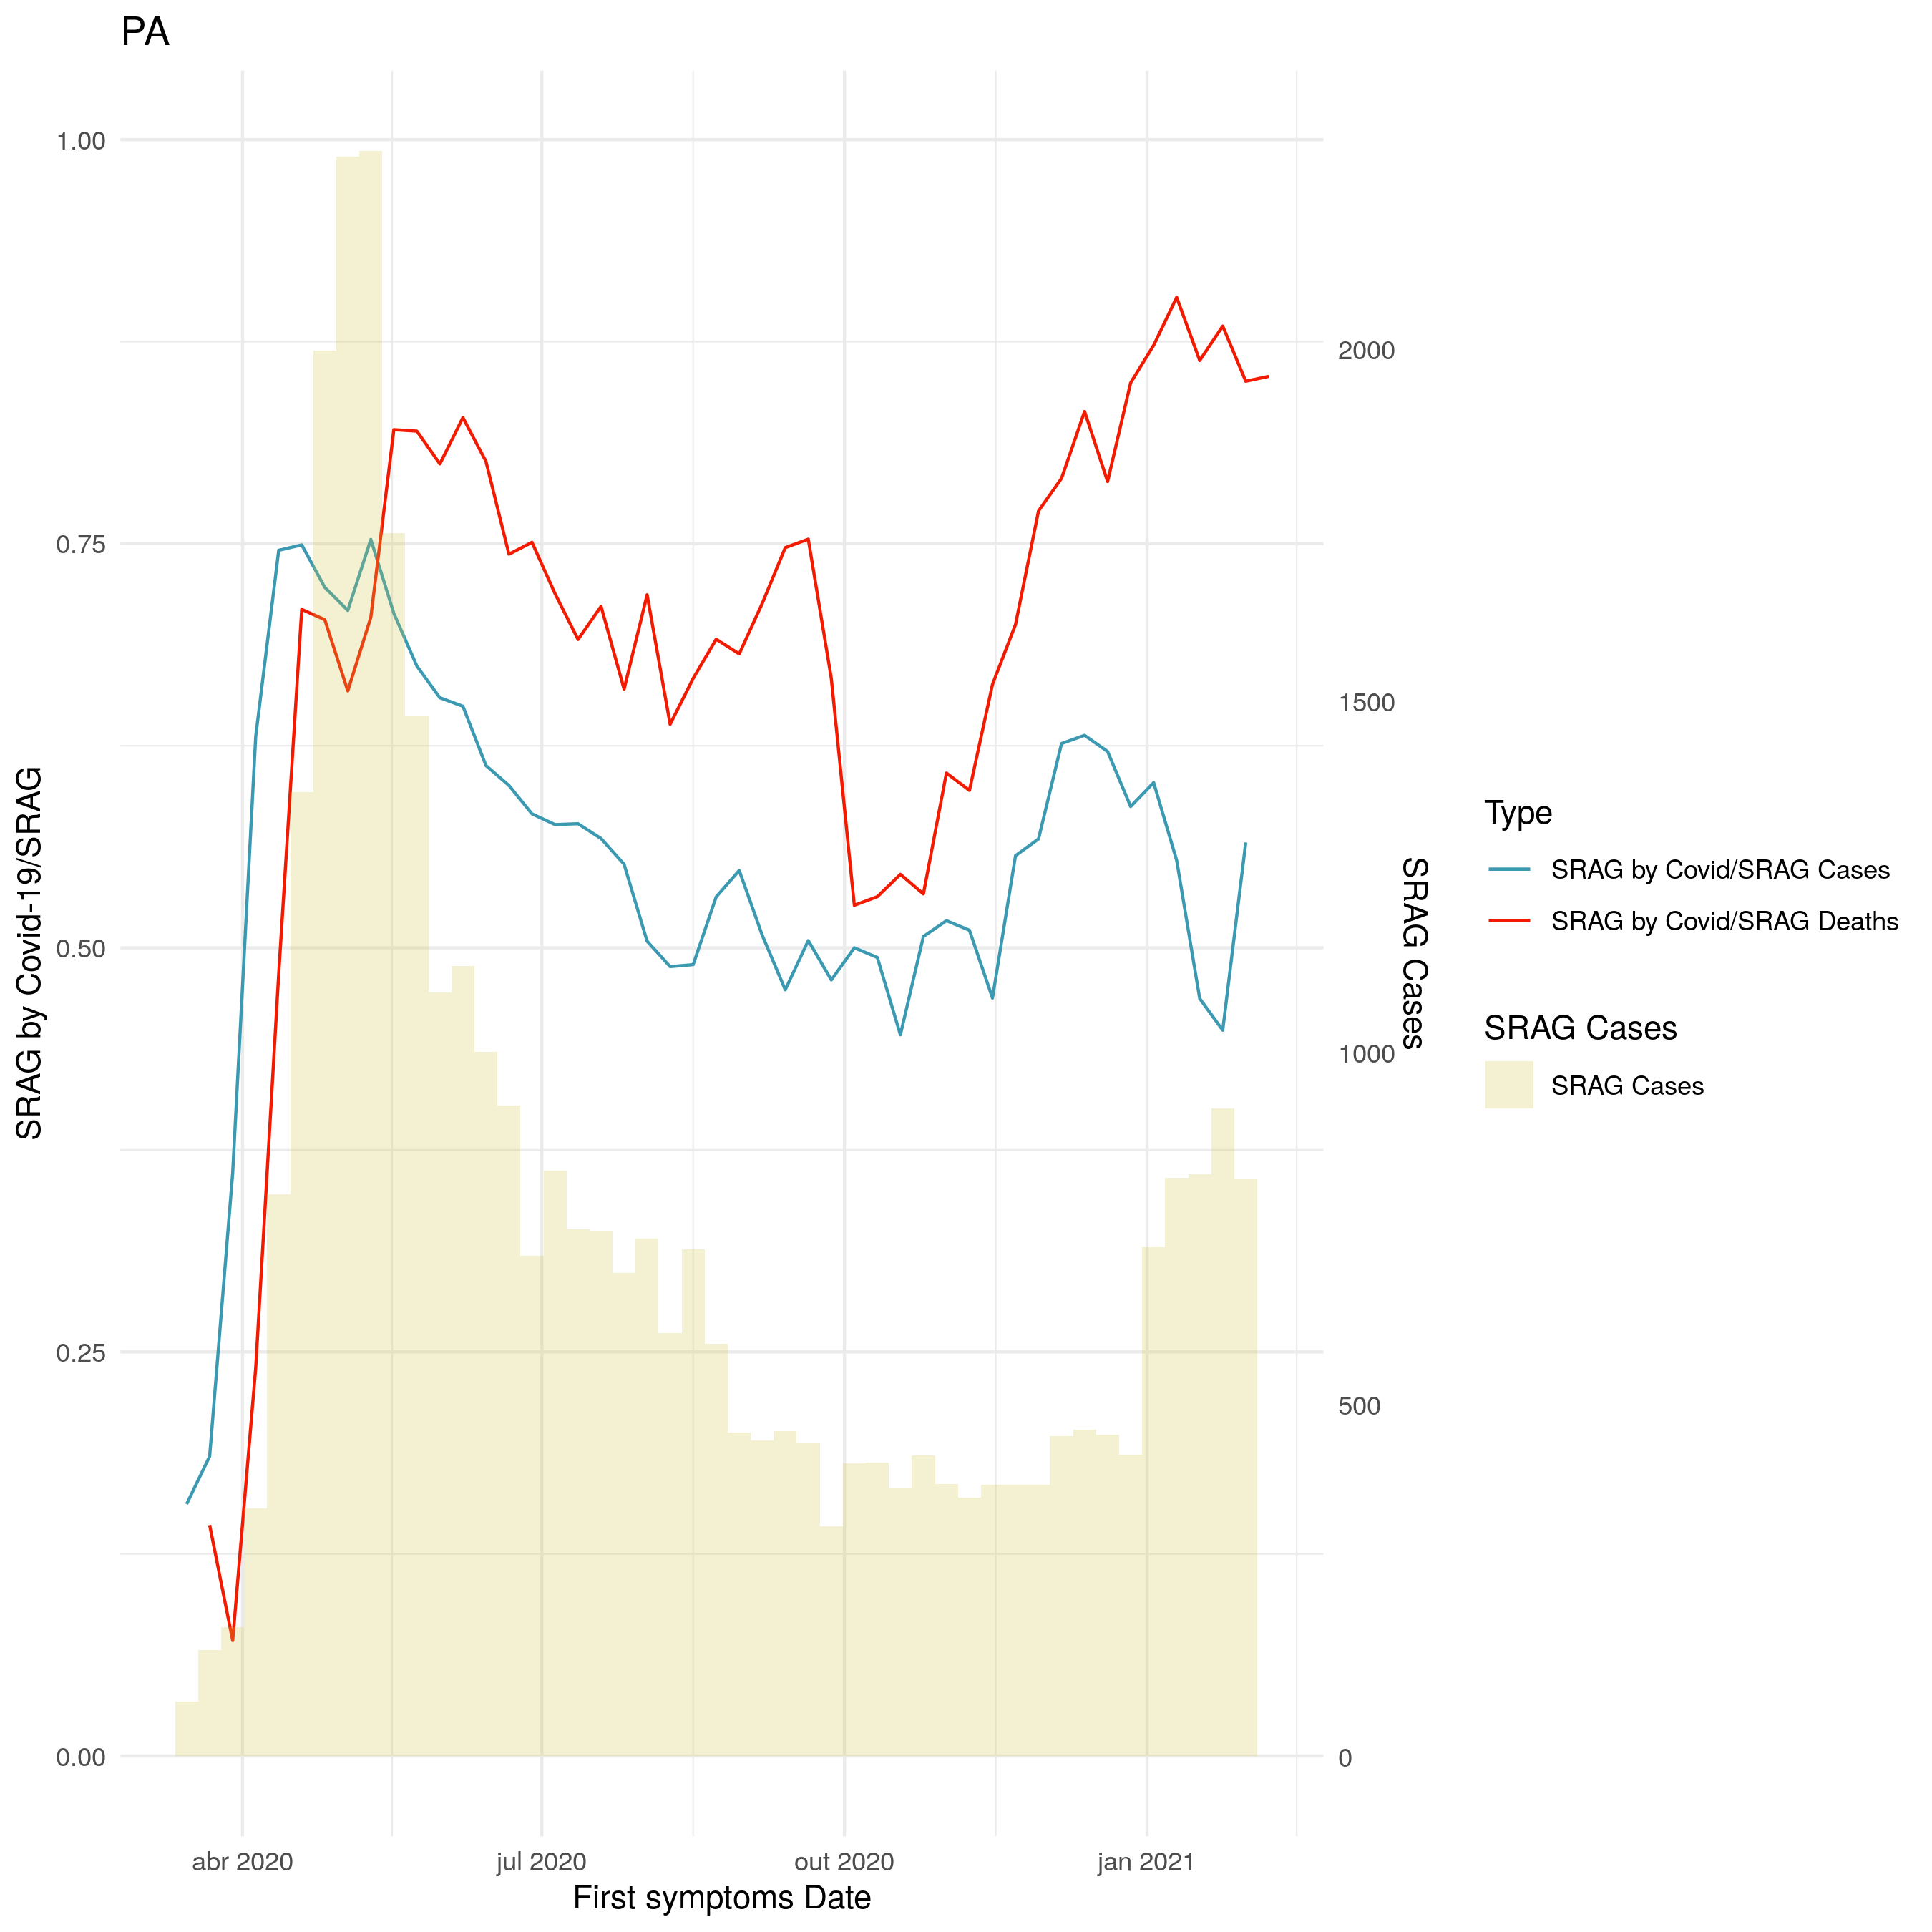 PA
1.00
0.75
0.50
0.25
0.00
SRAG by Covid-19/SRAG
2000
1500
1000
500
0
SRAG Cases
abr 2020
jul 2020
out 2020
jan 2021
First symptoms Date
Type
SRAG by Covid/SRAG Cases
SRAG by Covid/SRAG Deaths
SRAG Cases
SRAG Cases